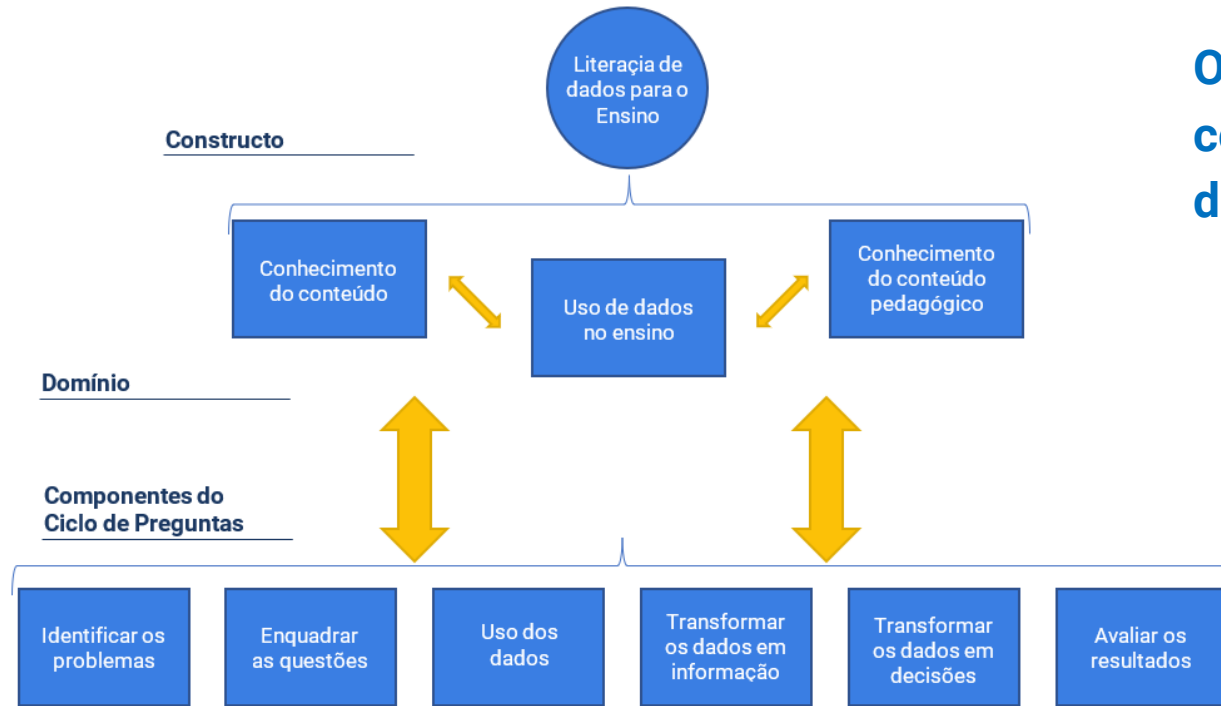 Literaçia de
dados para o
Ensino
Constructo
Conhecimento
do conteúdo
Uso de dados
no ensino
Conhecimento
do conteúdo
pedagógico
Domínio
Componentes do
Ciclo de Preguntas
Identificar os
problemas
Enquadrar
as questões
Uso dos
dados
Transformar
os dados em
informação
Transformar
os dados em
decisões
Avaliar os
resultados